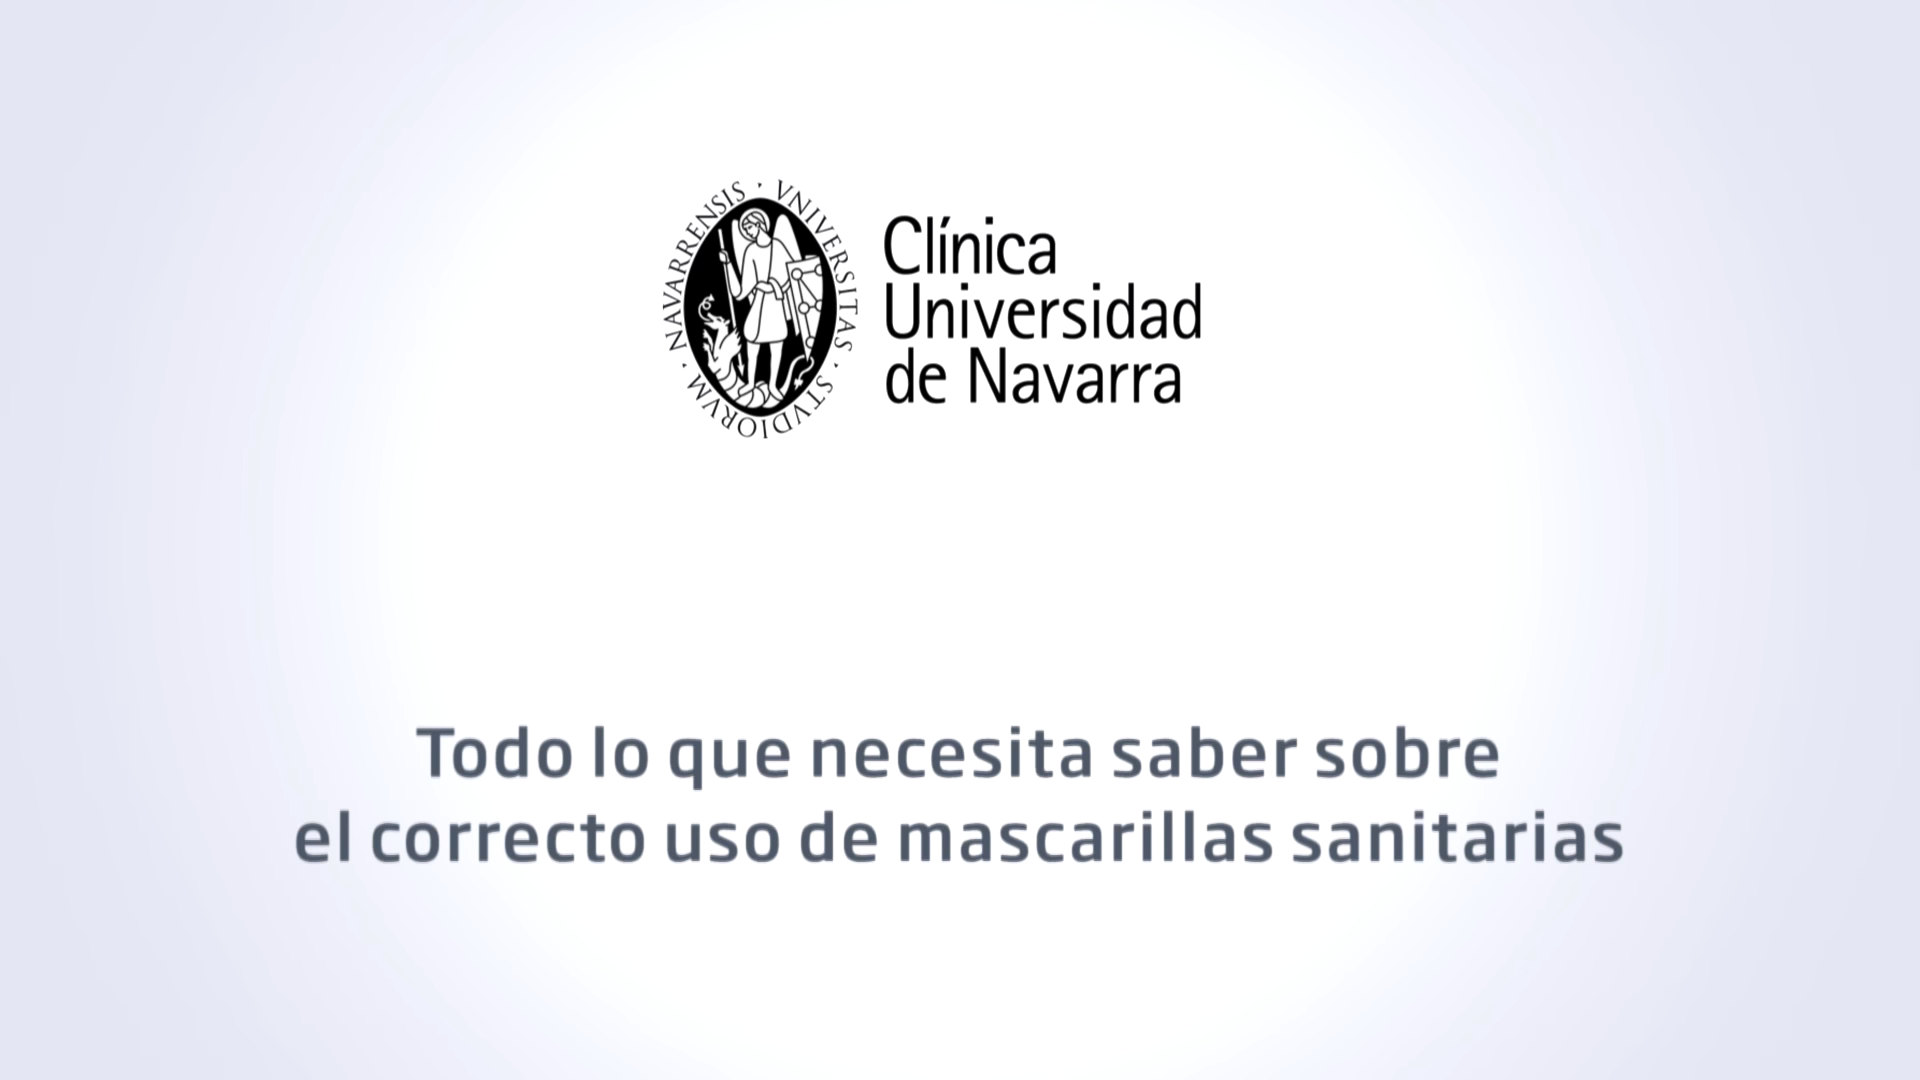 NAVARRENSIS · VNIVERSITAS · STVDIORVM ·
Clínica
Universidad
de Navarra
Todo lo que necesita saber sobre
el correcto uso de mascarillas sanitarias